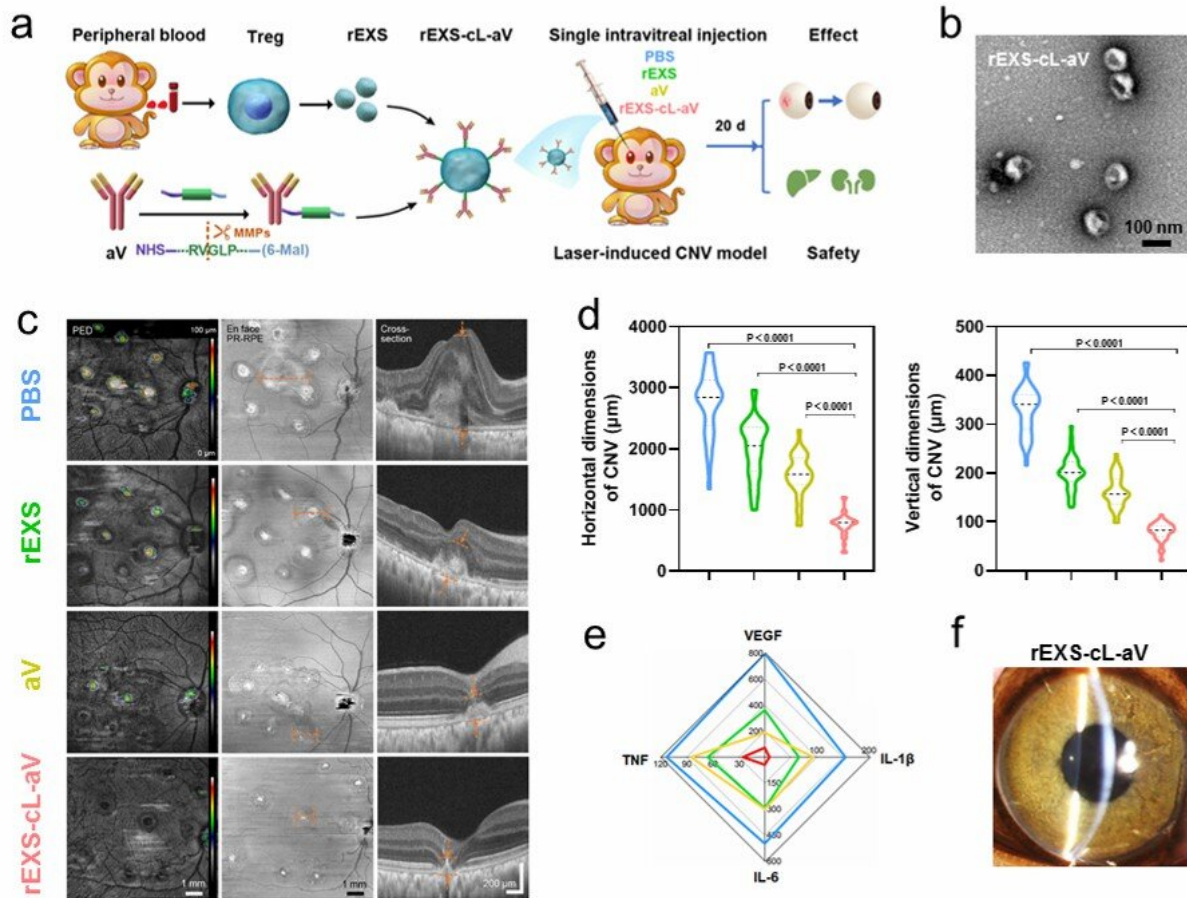 a
Peripheral blood
Treg
rEXS
rEXS-cL-aV
Single intravitreal injection
Effect
PBS
rEXS
aV
rEXS-cL-aV
20 d
aV
MMPs
NHS RVGLP (6-Mal)
Laser-induced CNV model
Safety
b
rEXS-cL-aV
100 nm
c
PBS
rEXS
aV
rEXS-cL-aV
PED
100 µm
0 µm
En face
PR-RPE
Cross-
section
1 mm
1 mm
200 µm
d
Horizontal dimensions
of CNV (µm)
4000
3000
2000
1000
0
P < 0.0001
P < 0.0001
P < 0.0001
Vertical dimensions
of CNV (µm)
500
400
300
200
100
0
P < 0.0001
P < 0.0001
P < 0.0001
e
VEGF
800
600
400
200
TNF
120 90 60 30
100 200
IL-1β
150
300
450
600
IL-6
f
rEXS-cL-aV